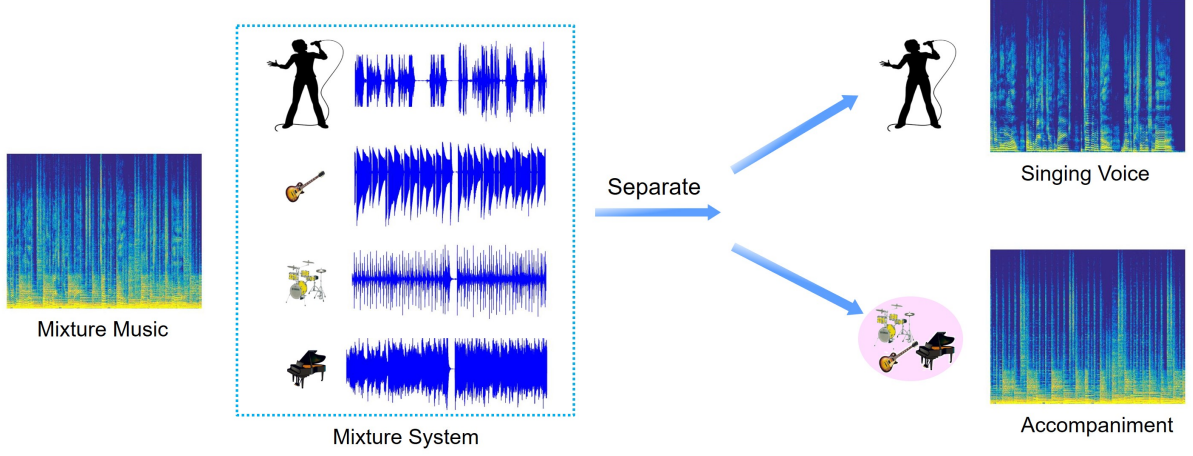 Mixture Music
Mixture System
Separate
Singing Voice
Accompaniment